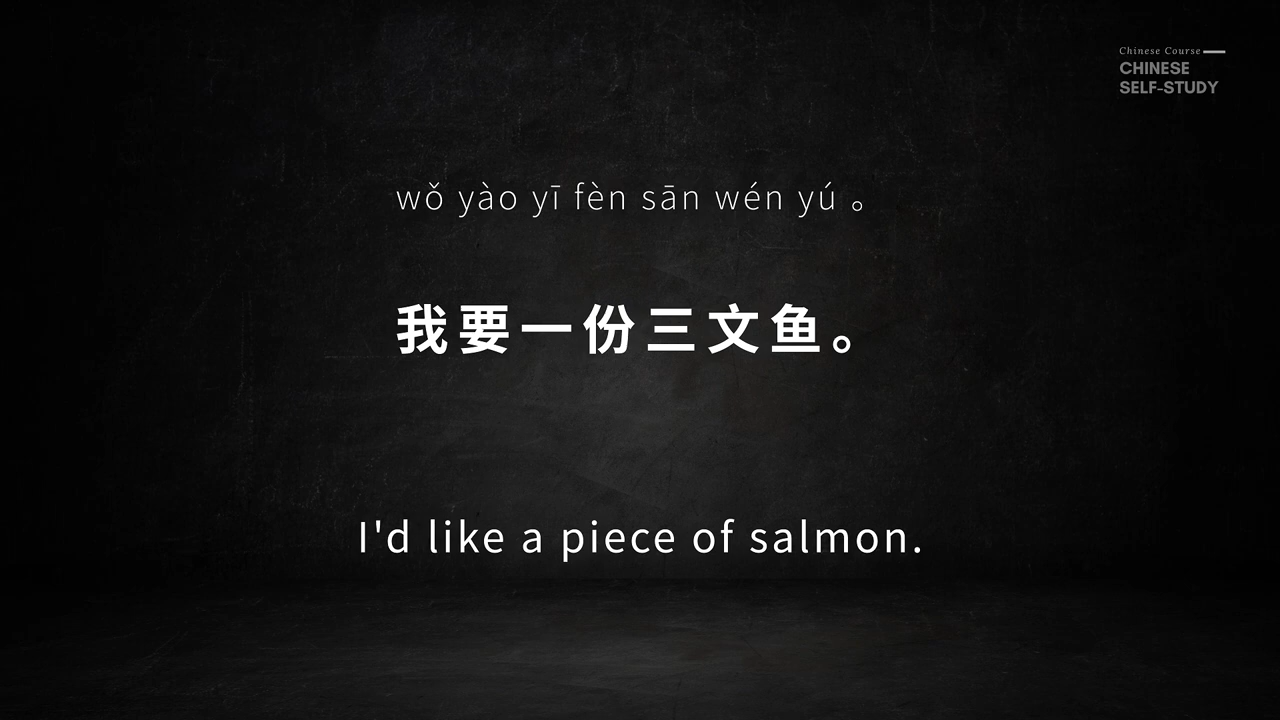 Chinese Course
CHINESE
SELF-STUDY
wǒ yào yī fèn sān wén yú 。
我要一份三文鱼。
I'd like a piece of salmon.